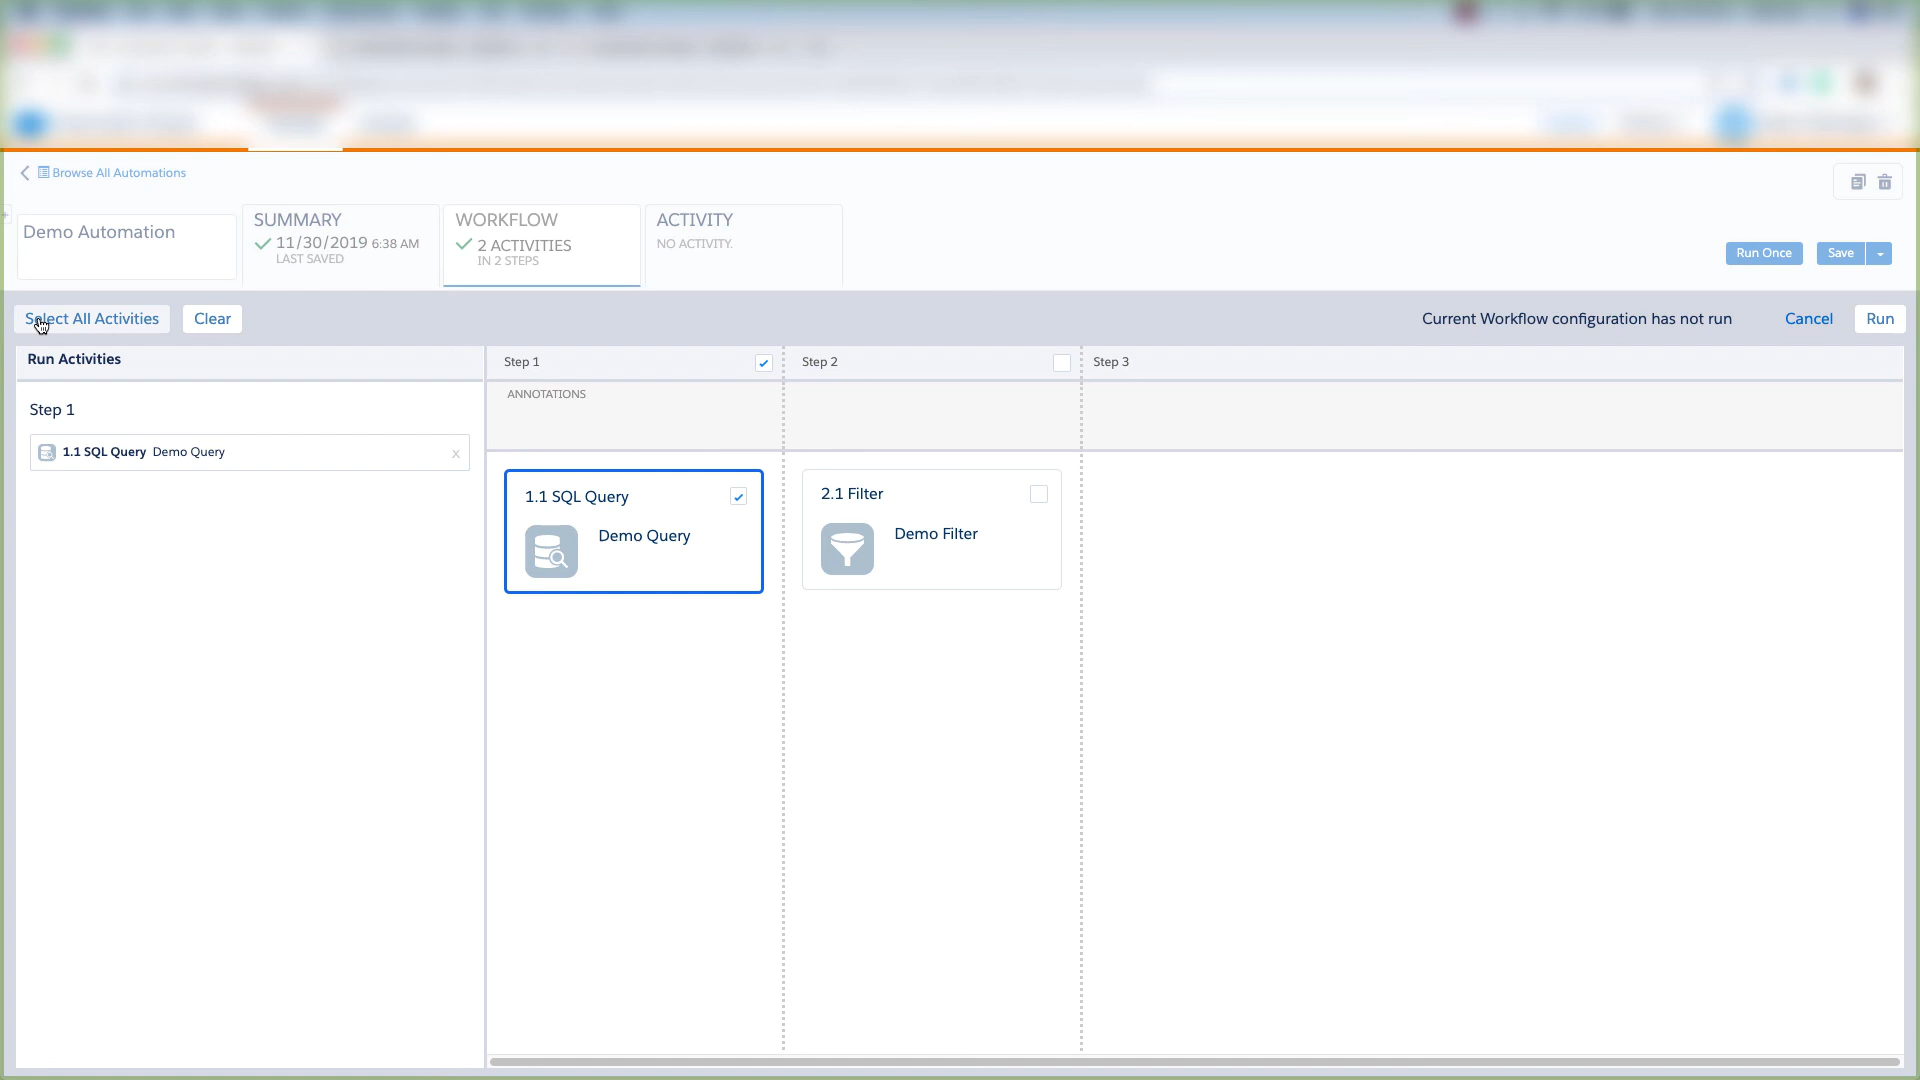 Browse All Automations
Demo Automation
SUMMARY
11/30/2019 6:38 AM
LAST SAVED
WORKFLOW
2 ACTIVITIES
IN 2 STEPS
ACTIVITY
NO ACTIVITY.
Run Once
Save
Select All Activities
Clear
Current Workflow configuration has not run
Cancel
Run
Run Activities
Step 1
1.1 SQL Query Demo Query
x
Step 1
Step 2
Step 3
ANNOTATIONS
1.1 SQL Query
Demo Query
2.1 Filter
Demo Filter